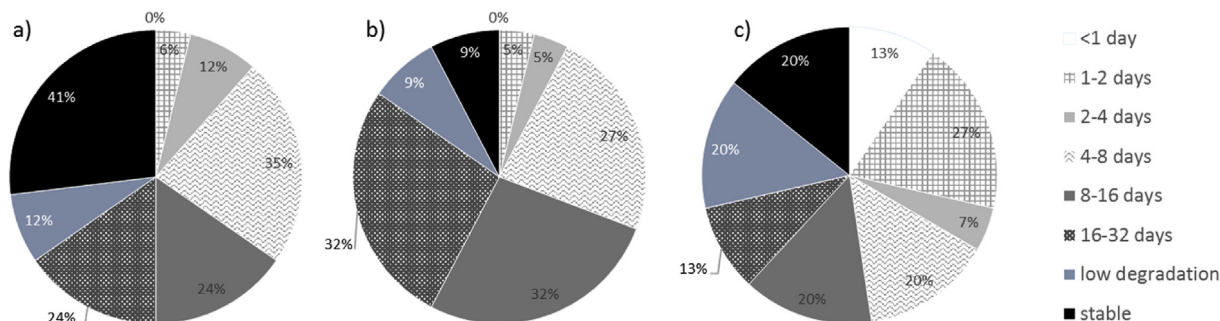 a)
0%
6%
12%
35%
24%
24%
12%
41%
b)
0%
5%
5%
27%
32%
32%
9%
9%
c)
13%
27%
7%
20%
20%
13%
20%
20%
<1 day
1-2 days
2-4 days
4-8 days
8-16 days
16-32 days
low degradation
stable